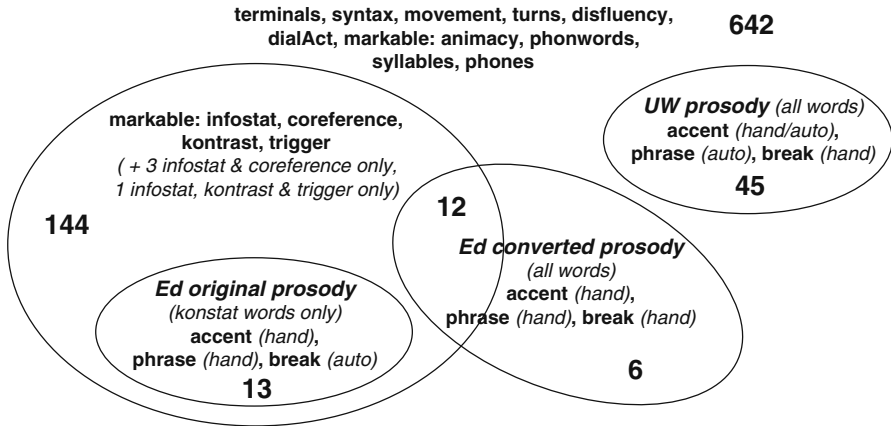 terminals, syntax, movement, turns, disfluency,
dialAct, markable: animacy, phonwords,
syllables, phones
642
markable: infostat, coreference,
kontrast, trigger
( + 3 infostat & coreference only,
1 infostat, kontrast & trigger only)
144
12
UW prosody (all words)
accent (hand/auto),
phrase (auto), break (hand)
45
Ed converted prosody
(all words)
accent (hand),
phrase (hand), break (hand)
6
Ed original prosody
(konstat words only)
accent (hand),
phrase (hand), break (auto)
13